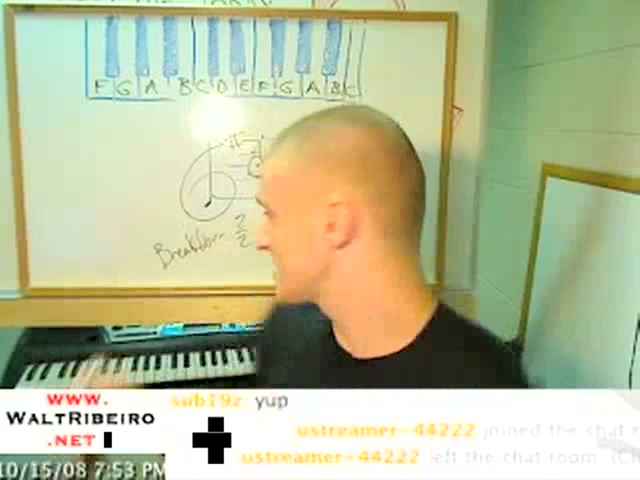 F G A B C D E F G A B C
Breakdown 2/2
www.
WALTRIBEIRO
.NET
sub19z: yup
ustreamer-44222 joined the chat r
ustreamer-44222 left the chat room. (Ch
10/15/08 7:53 PM